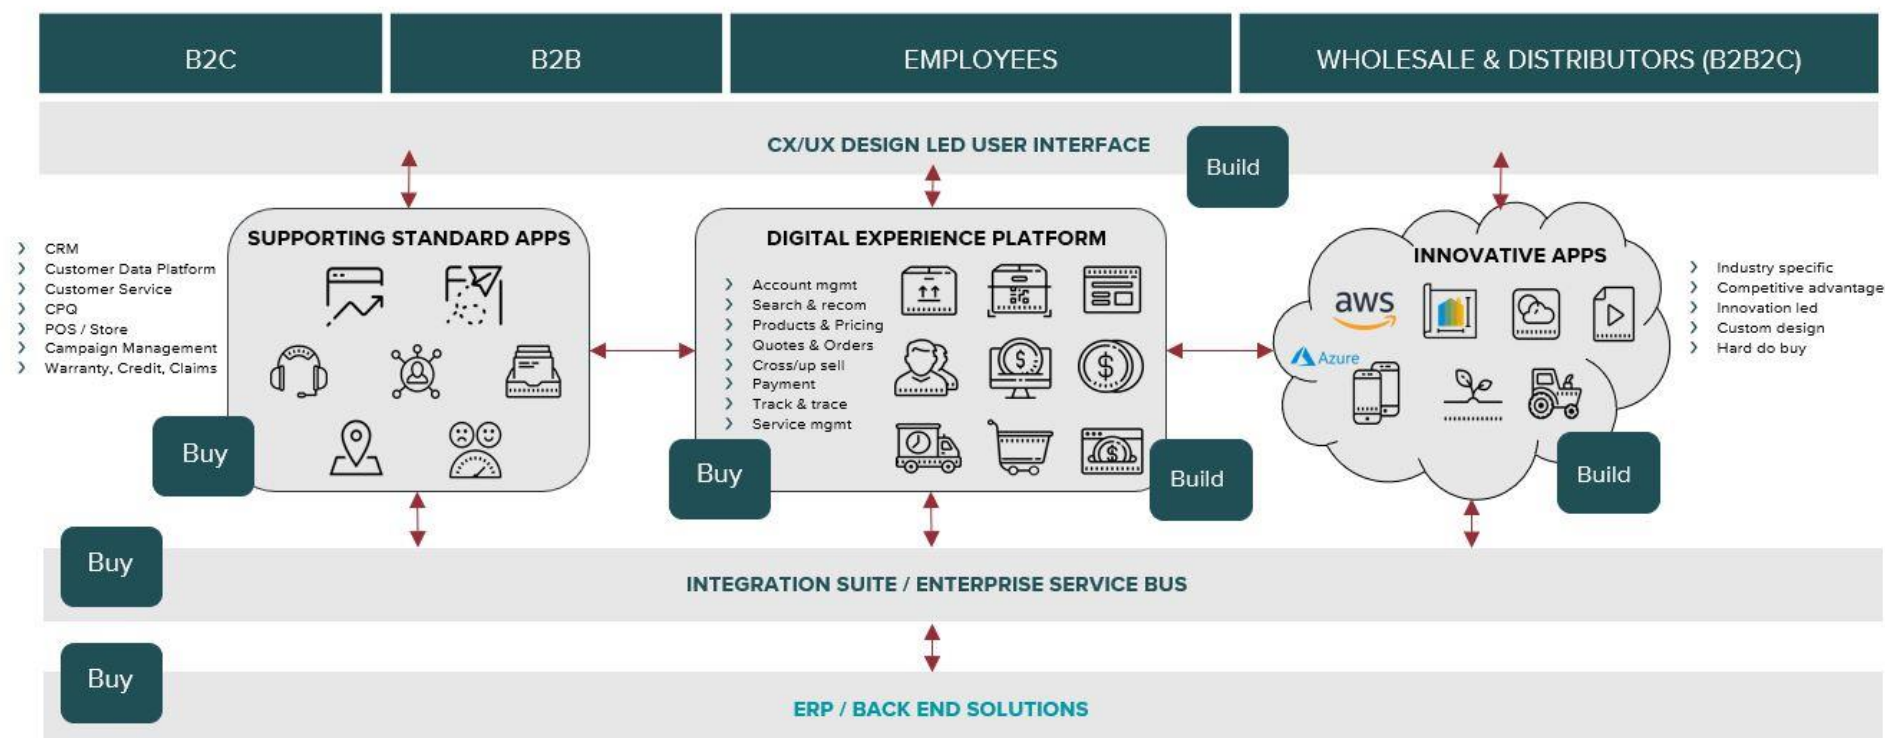 B2C
B2B
EMPLOYEES
WHOLESALE & DISTRIBUTORS (B2B2C)
CX/UX DESIGN LED USER INTERFACE
Build
SUPPORTING STANDARD APPS
CRM
Customer Data Platform
Customer Service
CPQ
POS / Store
Campaign Management
Warranty, Credit, Claims
Buy
DIGITAL EXPERIENCE PLATFORM
Account mgmt
Search & recom
Products & Pricing
Quotes & Orders
Cross/up sell
Payment
Track & trace
Service mgmt
Buy
Build
INNOVATIVE APPS
aws
Azure
Industry specific
Competitive advantage
Innovation led
Custom design
Hard do buy
Build
Buy
INTEGRATION SUITE / ENTERPRISE SERVICE BUS
Buy
ERP / BACK END SOLUTIONS